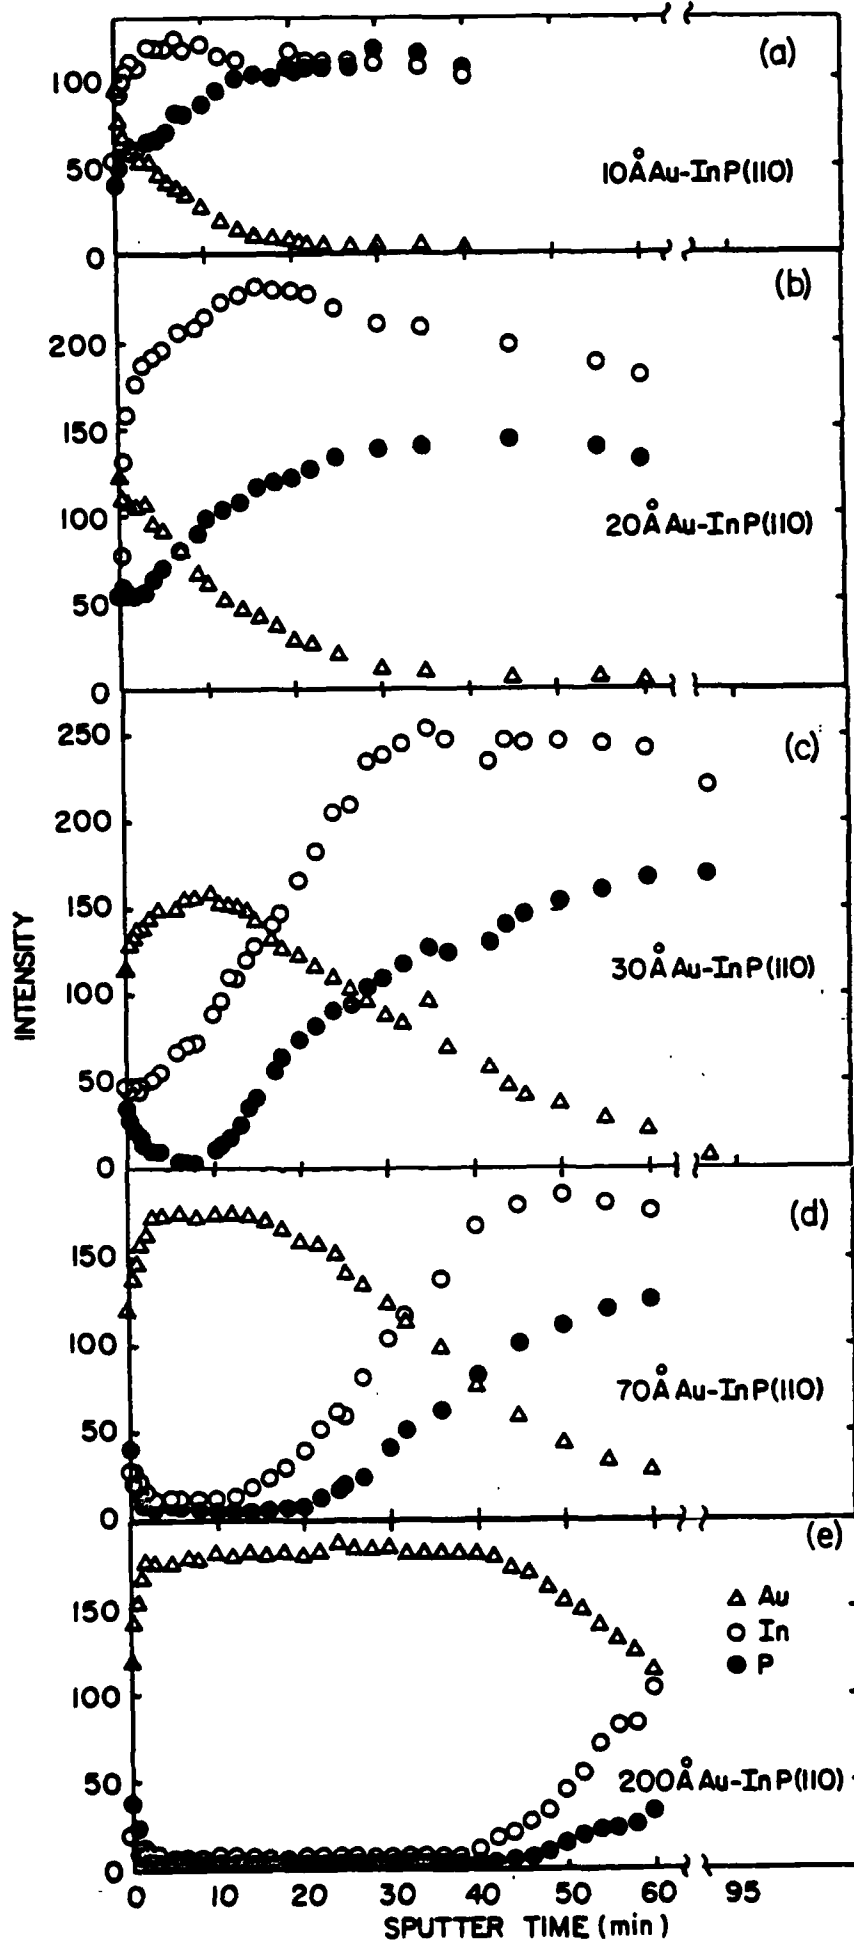 (a)
100
50
0
10Å Au-InP(110)
(b)
200
150
100
50
0
20Å Au-InP(110)
(c)
250
200
150
100
50
0
30Å Au-InP(110)
INTENSITY
(d)
150
100
50
0
70Å Au-InP(110)
(e)
150
100
50
0
△ Au
○ In
● P
200Å Au-InP(110)
0 10 20 30 40 50 60 95
SPUTTER TIME (min)